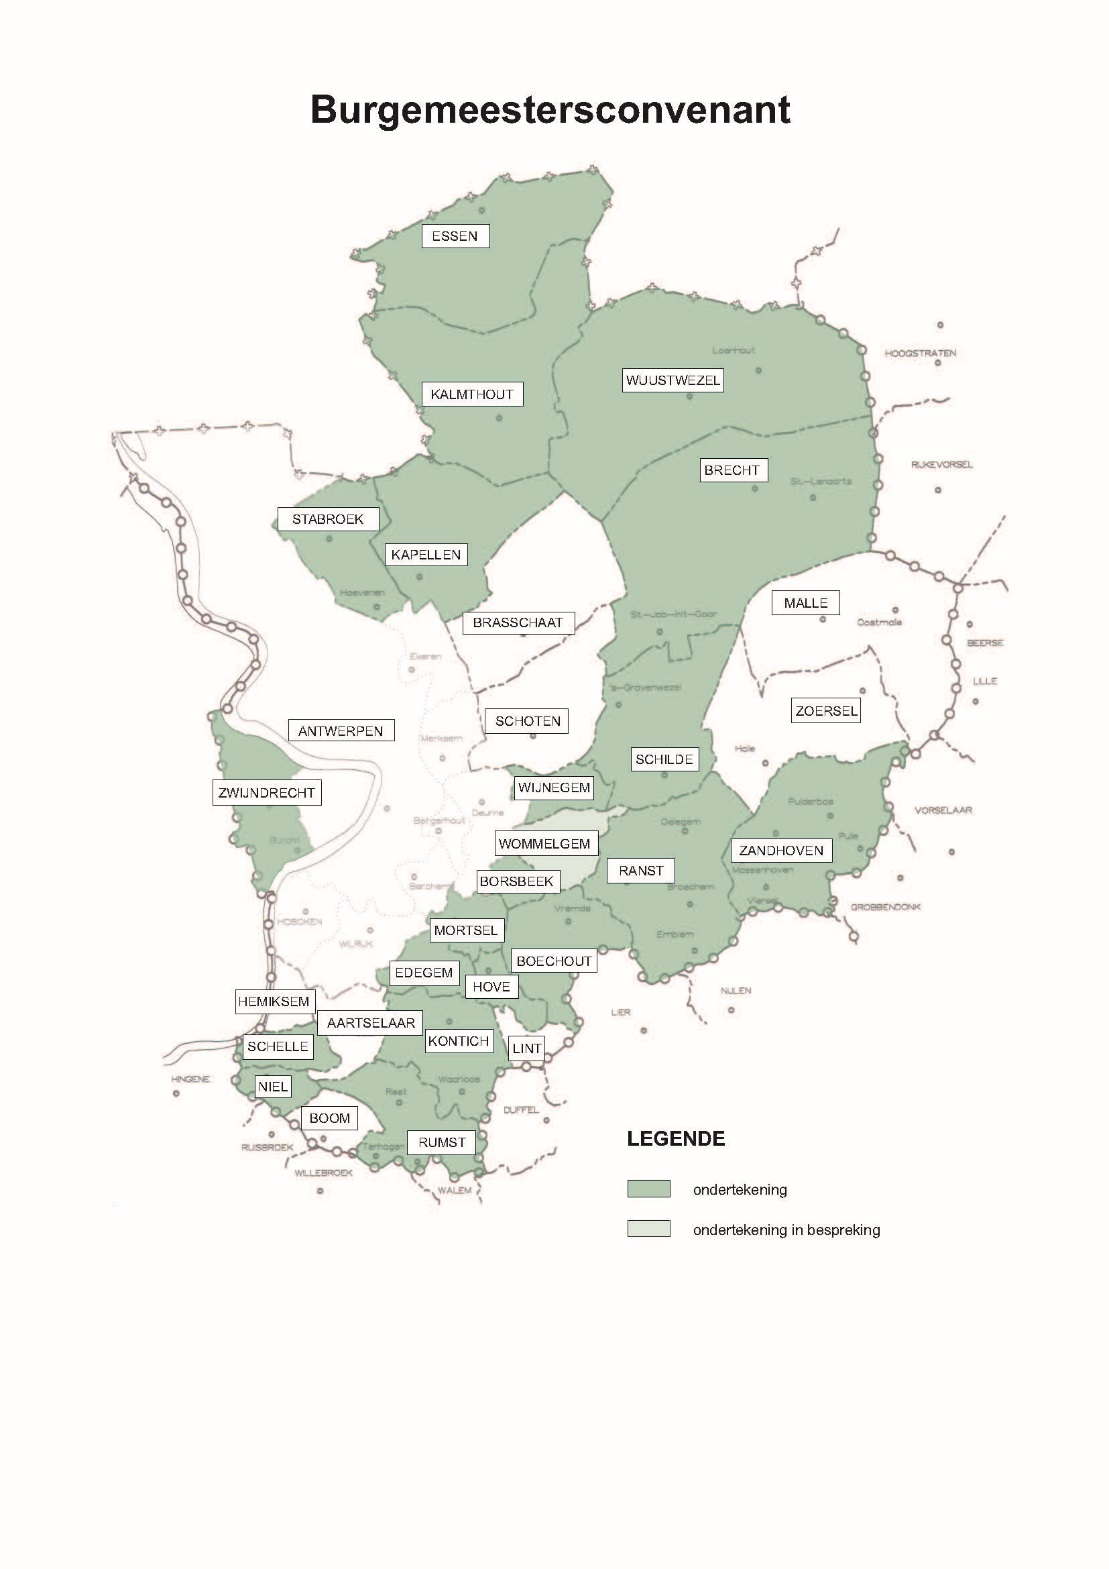 Burgemeestersconvenant
ESSEN
Loenhout
HOOGSTRATEN
WUUSTWEZEL
KALMTHOUT
RIJKEVORSEL
BRECHT
St.-Lenaarts
STABROEK
KAPELLEN
Hoevenen
MALLE
St.-Job-in't-Goor
BRASSCHAAT
Oostmalle
BEERSE
Ekeren
LILLE
's-Gravenwezel
ZOERSEL
SCHOTEN
ANTWERPEN
Merksem
Halle
SCHILDE
WIJNEGEM
ZWIJNDRECHT
Pulderbos
VORSELAAR
Deurne
Borgerhout
Oelegem
Pulle
Burcht
WOMMELGEM
ZANDHOVEN
RANST
Massenhoven
BORSBEEK
Berchem
Broechem
Viersel
GROBBENDONK
Vremde
HOBOKEN
MORTSEL
Emblem
WILRIJK
BOECHOUT
EDEGEM
HOVE
NIJLEN
HEMIKSEM
LIER
AARTSELAAR
KONTICH
SCHELLE
LINT
HINGENE
Waarloos
NIEL
Reet
DUFFEL
BOOM
LEGENDE
RUMST
RUISBROEK
Terhagen
WILLEBROEK
WALEM
ondertekening
ondertekening in bespreking